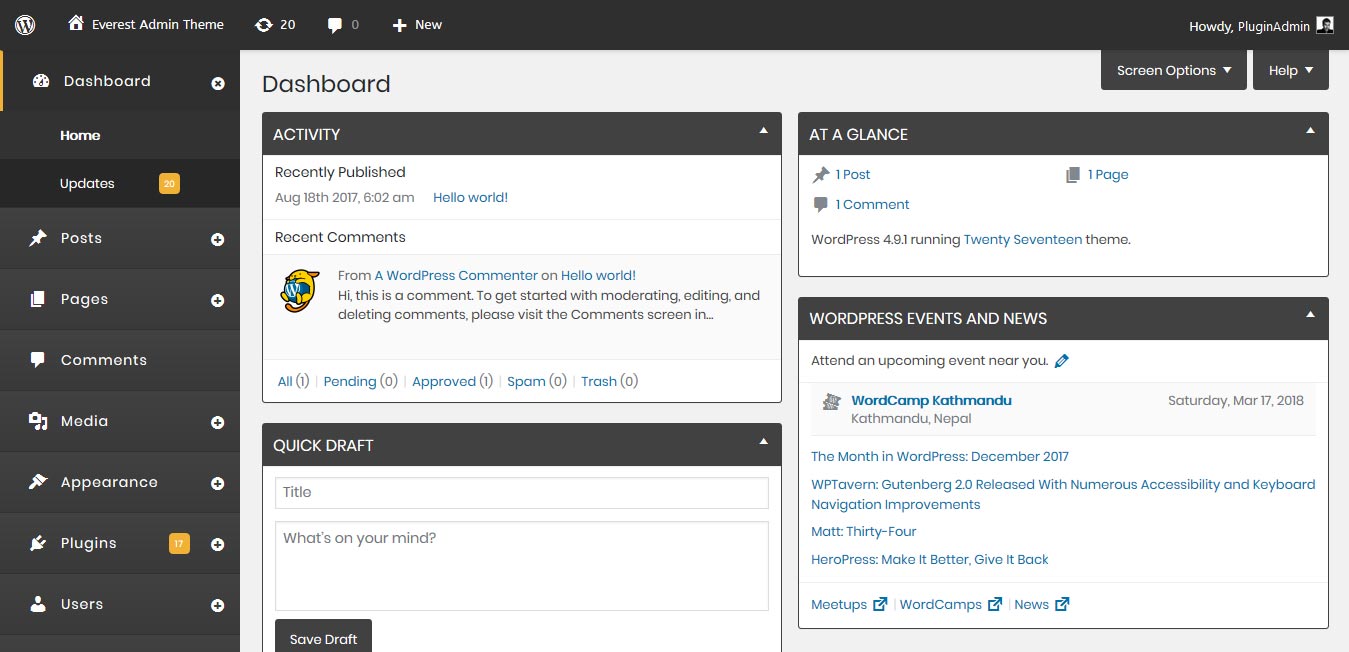 Everest Admin Theme 20 0 New Howdy, PluginAdmin
Dashboard
Home
Updates 20
Posts
Pages
Comments
Media
Appearance
Plugins 17
Users
Dashboard
Screen Options Help
ACTIVITY
Recently Published
Aug 18th 2017, 6:02 am Hello world!
Recent Comments
From A WordPress Commenter on Hello world!
Hi, this is a comment. To get started with moderating, editing, and
deleting comments, please visit the Comments screen in...
All (1) | Pending (0) | Approved (1) | Spam (0) | Trash (0)
QUICK DRAFT
Title
What's on your mind?
Save Draft
AT A GLANCE
1 Post 1 Page
1 Comment
WordPress 4.9.1 running Twenty Seventeen theme.
WORDPRESS EVENTS AND NEWS
Attend an upcoming event near you.
WordCamp Kathmandu Saturday, Mar 17, 2018
Kathmandu, Nepal
The Month in WordPress: December 2017
WPTavern: Gutenberg 2.0 Released With Numerous Accessibility and Keyboard
Navigation Improvements
Matt: Thirty-Four
HeroPress: Make It Better, Give It Back
Meetups | WordCamps | News